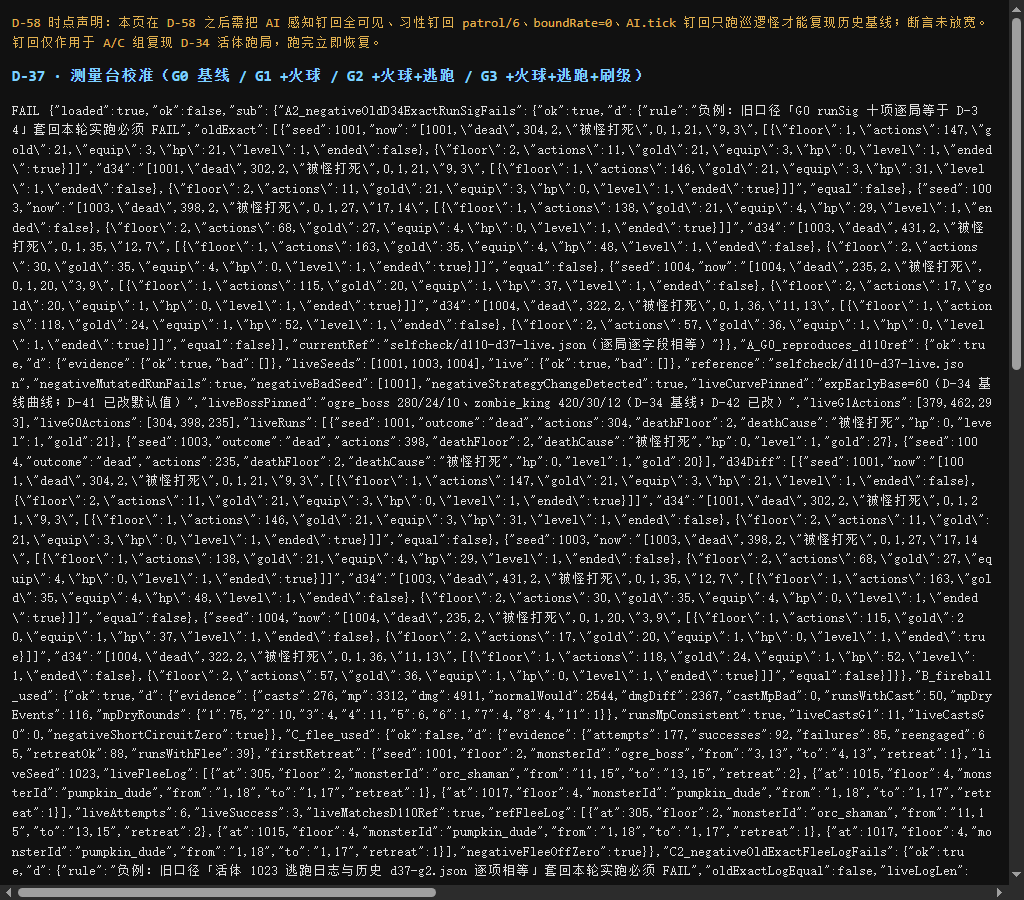 D-58 时点声明：本页在 D-58 之后需把 AI 感知钉回全可见、习性钉回 patrol/6、boundRate=0、AI.tick 钉回只跑巡逻怪才能复现历史基线；断言未放宽。
钉回仅作用于 A/C 组复现 D-34 活体跑局，跑完立即恢复。
D-37 · 测量台校准（G0 基线 / G1 +火球 / G2 +火球+逃跑 / G3 +火球+逃跑+刷级）
FAIL {"loaded":true,"ok":false,"sub":{"A2_negativeOldD34ExactRunSigFails":{"ok":true,"d":{"rule":"负例：旧口径「G0 runSig 十项逐局等于 D-3
4」套回本轮实跑必须 FAIL","oldExact":[{"seed":1001,"now":"[1001,\"dead\",304,2,\"被怪打死\",0,1,21,\"9,3\",[{\"floor\":1,\"actions\":147,\"g
old\":21,\"equip\":3,\"hp\":21,\"level\":1,\"ended\":false},{\"floor\":2,\"actions\":11,\"gold\":21,\"equip\":3,\"hp\":0,\"level\":1,\"ended
\":true}]]","d34":"[1001,\"dead\",302,2,\"被怪打死\",0,1,21,\"9,3\",[{\"floor\":1,\"actions\":146,\"gold\":21,\"equip\":3,\"hp\":31,\"level
\":1,\"ended\":false},{\"floor\":2,\"actions\":11,\"gold\":21,\"equip\":3,\"hp\":0,\"level\":1,\"ended\":true}]]","equal":false},{"seed":100
3,"now":"[1003,\"dead\",398,2,\"被怪打死\",0,1,27,\"17,14\",[{\"floor\":1,\"actions\":138,\"gold\":21,\"equip\":4,\"hp\":29,\"level\":1,\"en
ded\":false},{\"floor\":2,\"actions\":68,\"gold\":27,\"equip\":4,\"hp\":0,\"level\":1,\"ended\":true}]]","d34":"[1003,\"dead\",431,2,\"被怪
打死\",0,1,35,\"12,7\",[{\"floor\":1,\"actions\":163,\"gold\":35,\"equip\":4,\"hp\":48,\"level\":1,\"ended\":false},{\"floor\":2,\"actions
\":30,\"gold\":35,\"equip\":4,\"hp\":0,\"level\":1,\"ended\":true}]]","equal":false},{"seed":1004,"now":"[1004,\"dead\",235,2,\"被怪打死\",
0,1,20,\"3,9\",[{\"floor\":1,\"actions\":115,\"gold\":20,\"equip\":1,\"hp\":37,\"level\":1,\"ended\":false},{\"floor\":2,\"actions\":17,\"go
ld\":20,\"equip\":1,\"hp\":0,\"level\":1,\"ended\":true}]]","d34":"[1004,\"dead\",322,2,\"被怪打死\",0,1,36,\"11,13\",[{\"floor\":1,\"action
s\":118,\"gold\":24,\"equip\":1,\"hp\":52,\"level\":1,\"ended\":false},{\"floor\":2,\"actions\":57,\"gold\":36,\"equip\":1,\"hp\":0,\"level
\":1,\"ended\":true}]]","equal":false}],"currentRef":"selfcheck/d110-d37-live.json（逐局逐字段相等）"}},"A_G0_reproduces_d110ref":{"ok":tru
e,"d":{"evidence":{"ok":true,"bad":[]},"liveSeeds":[1001,1003,1004],"live":{"ok":true,"bad":[]},"reference":"selfcheck/d110-d37-live.jso
n","negativeMutatedRunFails":true,"negativeBadSeed":[1001],"negativeStrategyChangeDetected":true,"liveCurvePinned":"expEarlyBase=60（D-34 基
线曲线；D-41 已改默认值）","liveBossPinned":"ogre_boss 280/24/10、zombie_king 420/30/12（D-34 基线；D-42 已改）","liveG1Actions":[379,462,29
3],"liveG0Actions":[304,398,235],"liveRuns":[{"seed":1001,"outcome":"dead","actions":304,"deathFloor":2,"deathCause":"被怪打死","hp":0,"leve
l":1,"gold":21},{"seed":1003,"outcome":"dead","actions":398,"deathFloor":2,"deathCause":"被怪打死","hp":0,"level":1,"gold":27},{"seed":100
4,"outcome":"dead","actions":235,"deathFloor":2,"deathCause":"被怪打死","hp":0,"level":1,"gold":20}],"d34Diff":[{"seed":1001,"now":"[100
1,\"dead\",304,2,\"被怪打死\",0,1,21,\"9,3\",[{\"floor\":1,\"actions\":147,\"gold\":21,\"equip\":3,\"hp\":21,\"level\":1,\"ended\":false},
{\"floor\":2,\"actions\":11,\"gold\":21,\"equip\":3,\"hp\":0,\"level\":1,\"ended\":true}]]","d34":"[1001,\"dead\",302,2,\"被怪打死\",0,1,2
1,\"9,3\",[{\"floor\":1,\"actions\":146,\"gold\":21,\"equip\":3,\"hp\":31,\"level\":1,\"ended\":false},{\"floor\":2,\"actions\":11,\"gold\":
21,\"equip\":3,\"hp\":0,\"level\":1,\"ended\":true}]]","equal":false},{"seed":1003,"now":"[1003,\"dead\",398,2,\"被怪打死\",0,1,27,\"17,14
\",[{\"floor\":1,\"actions\":138,\"gold\":21,\"equip\":4,\"hp\":29,\"level\":1,\"ended\":false},{\"floor\":2,\"actions\":68,\"gold\":27,\"eq
uip\":4,\"hp\":0,\"level\":1,\"ended\":true}]]","d34":"[1003,\"dead\",431,2,\"被怪打死\",0,1,35,\"12,7\",[{\"floor\":1,\"actions\":163,\"gol
d\":35,\"equip\":4,\"hp\":48,\"level\":1,\"ended\":false},{\"floor\":2,\"actions\":30,\"gold\":35,\"equip\":4,\"hp\":0,\"level\":1,\"ended
\":true}]]","equal":false},{"seed":1004,"now":"[1004,\"dead\",235,2,\"被怪打死\",0,1,20,\"3,9\",[{\"floor\":1,\"actions\":115,\"gold\":2
0,\"equip\":1,\"hp\":37,\"level\":1,\"ended\":false},{\"floor\":2,\"actions\":17,\"gold\":20,\"equip\":1,\"hp\":0,\"level\":1,\"ended\":tru
e}]]","d34":"[1004,\"dead\",322,2,\"被怪打死\",0,1,36,\"11,13\",[{\"floor\":1,\"actions\":118,\"gold\":24,\"equip\":1,\"hp\":52,\"level\":
1,\"ended\":false},{\"floor\":2,\"actions\":57,\"gold\":36,\"equip\":1,\"hp\":0,\"level\":1,\"ended\":true}]]","equal":false}]}},"B_fireball
_used":{"ok":true,"d":{"evidence":{"casts":276,"mp":3312,"dmg":4911,"normalWould":2544,"dmgDiff":2367,"castMpBad":0,"runsWithCast":50,"mpDry
Events":116,"mpDryRounds":{"1":75,"2":10,"3":4,"4":11,"5":6,"6":1,"7":4,"8":4,"11":1}},"runsMpConsistent":true,"liveCastsG1":11,"liveCastsG
0":0,"negativeShortCircuitZero":true}},"C_flee_used":{"ok":false,"d":{"evidence":{"attempts":177,"successes":92,"failures":85,"reengaged":6
5,"retreatOk":88,"runsWithFlee":39},"firstRetreat":{"seed":1001,"floor":2,"monsterId":"ogre_boss","from":"3,13","to":"4,13","retreat":1},"li
veSeed":1023,"liveFleeLog":[{"at":305,"floor":2,"monsterId":"orc_shaman","from":"11,15","to":"13,15","retreat":2},{"at":1015,"floor":4,"mons
terId":"pumpkin_dude","from":"1,18","to":"1,17","retreat":1},{"at":1017,"floor":4,"monsterId":"pumpkin_dude","from":"1,18","to":"1,17","retr
eat":1}],"liveAttempts":6,"liveSuccess":3,"liveMatchesD110Ref":true,"refFleeLog":[{"at":305,"floor":2,"monsterId":"orc_shaman","from":"11,1
5","to":"13,15","retreat":2},{"at":1015,"floor":4,"monsterId":"pumpkin_dude","from":"1,18","to":"1,17","retreat":1},{"at":1017,"floor":4,"mo
nsterId":"pumpkin_dude","from":"1,18","to":"1,17","retreat":1}],"negativeFleeOffZero":true}},"C2_negativeOldExactFleeLogFails":{"ok":tru
e,"d":{"rule":"负例：旧口径「活体 1023 逃跑日志与历史 d37-g2.json 逐项相等」套回本轮实跑必须 FAIL","oldExactLogEqual":false,"liveLogLen":